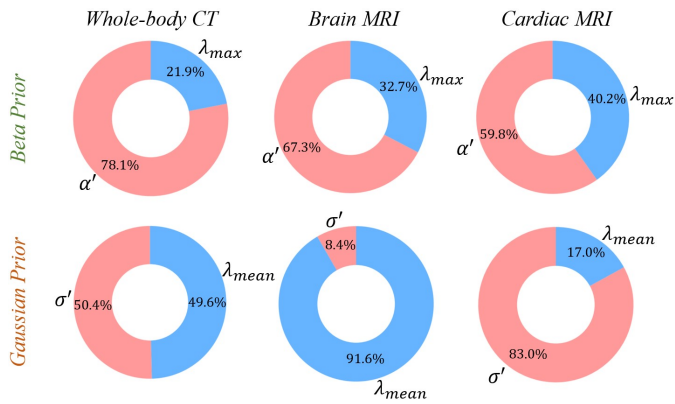 Whole-body CT
Brain MRI
Cardiac MRI
Beta Prior
λmax
21.9%
78.1%
α′
λmax
32.7%
67.3%
α′
λmax
40.2%
59.8%
α′
Gaussian Prior
λmean
49.6%
50.4%
σ′
σ′
8.4%
91.6%
λmean
λmean
17.0%
83.0%
σ′